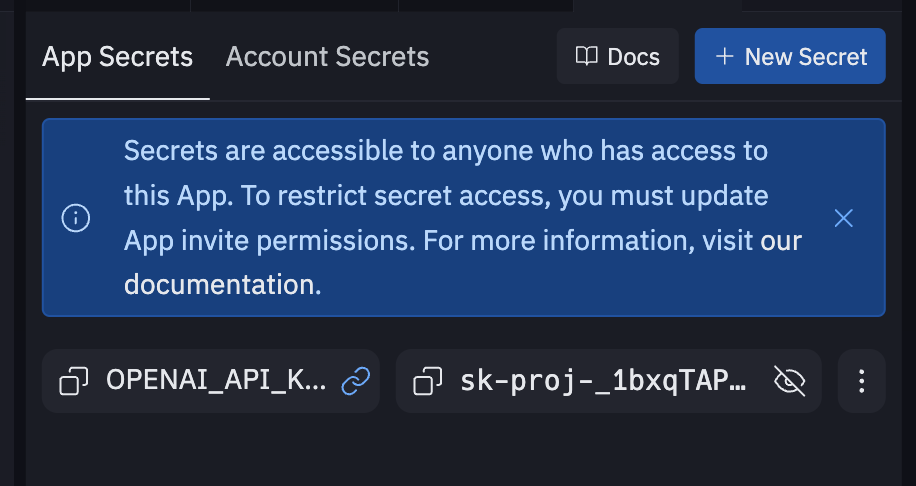 App Secrets
Account Secrets
Docs
+ New Secret
Secrets are accessible to anyone who has access to
this App. To restrict secret access, you must update
App invite permissions. For more information, visit our
documentation.
OPENAI_API_K...
sk-proj-_1bxqTAP...